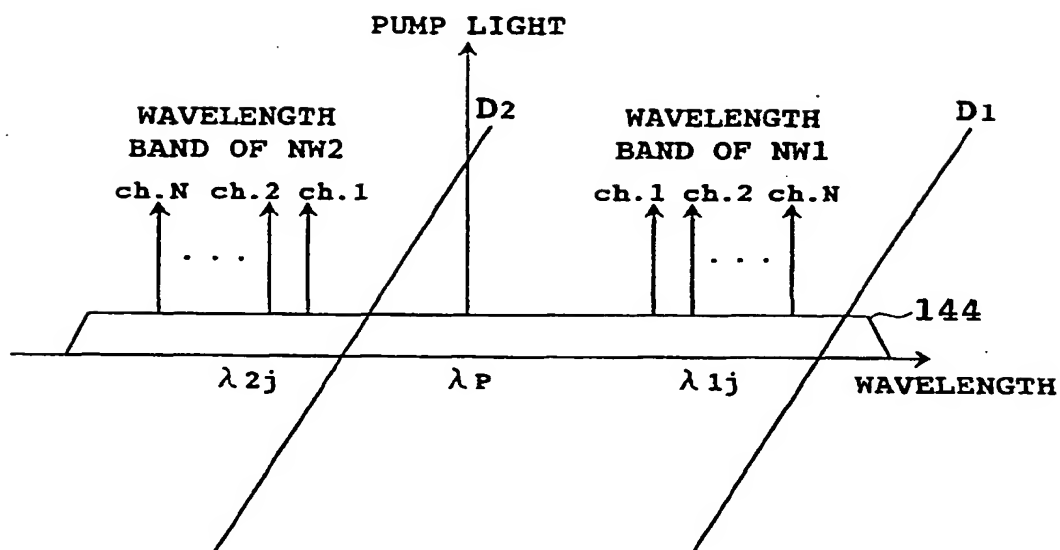 PUMP LIGHT
WAVELENGTH
BAND OF NW2
D2
WAVELENGTH
BAND OF NW1
D1
ch.N ch.2 ch.1
ch.1 ch.2 ch.N
. . .
. . .
144
λ2j
λP
λ1j
WAVELENGTH